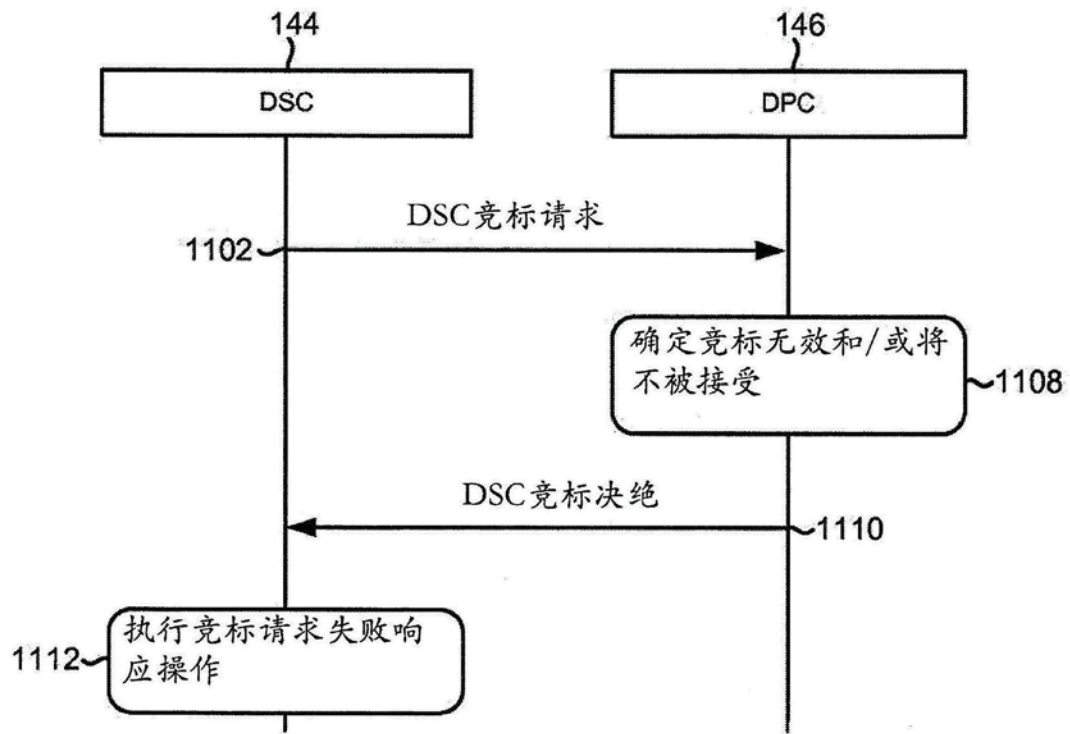 144
146
DSC
DPC
DSC竞标请求
1102
确定竞标无效和/或将
不被接受
1108
DSC竞标决绝
1110
执行竞标请求失败响
应操作
1112